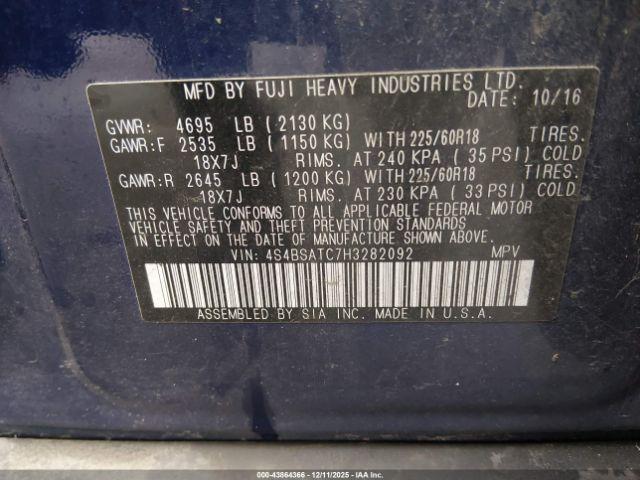 MFD BY FUJI HEAVY INDUSTRIES LTD.
DATE: 10/16
GVWR: 4695 LB ( 2130 KG)
GAWR:F 2535 LB ( 1150 KG) WITH 225/60R18 TIRES.
18X7J RIMS. AT 240 KPA ( 35 PSI) COLD
GAWR:R 2645 LB ( 1200 KG) WITH 225/60R18 TIRES.
18X7J RIMS. AT 230 KPA ( 33 PSI) COLD
THIS VEHICLE CONFORMS TO ALL APPLICABLE FEDERAL MOTOR
VEHICLE SAFETY AND THEFT PREVENTION STANDARDS
IN EFFECT ON THE DATE OF MANUFACTURE SHOWN ABOVE.
VIN: 4S4BSATC7H3282092 MPV
ASSEMBLED BY SIA INC. MADE IN U.S.A.
000-43864366 - 12/11/2025 - IAA Inc.